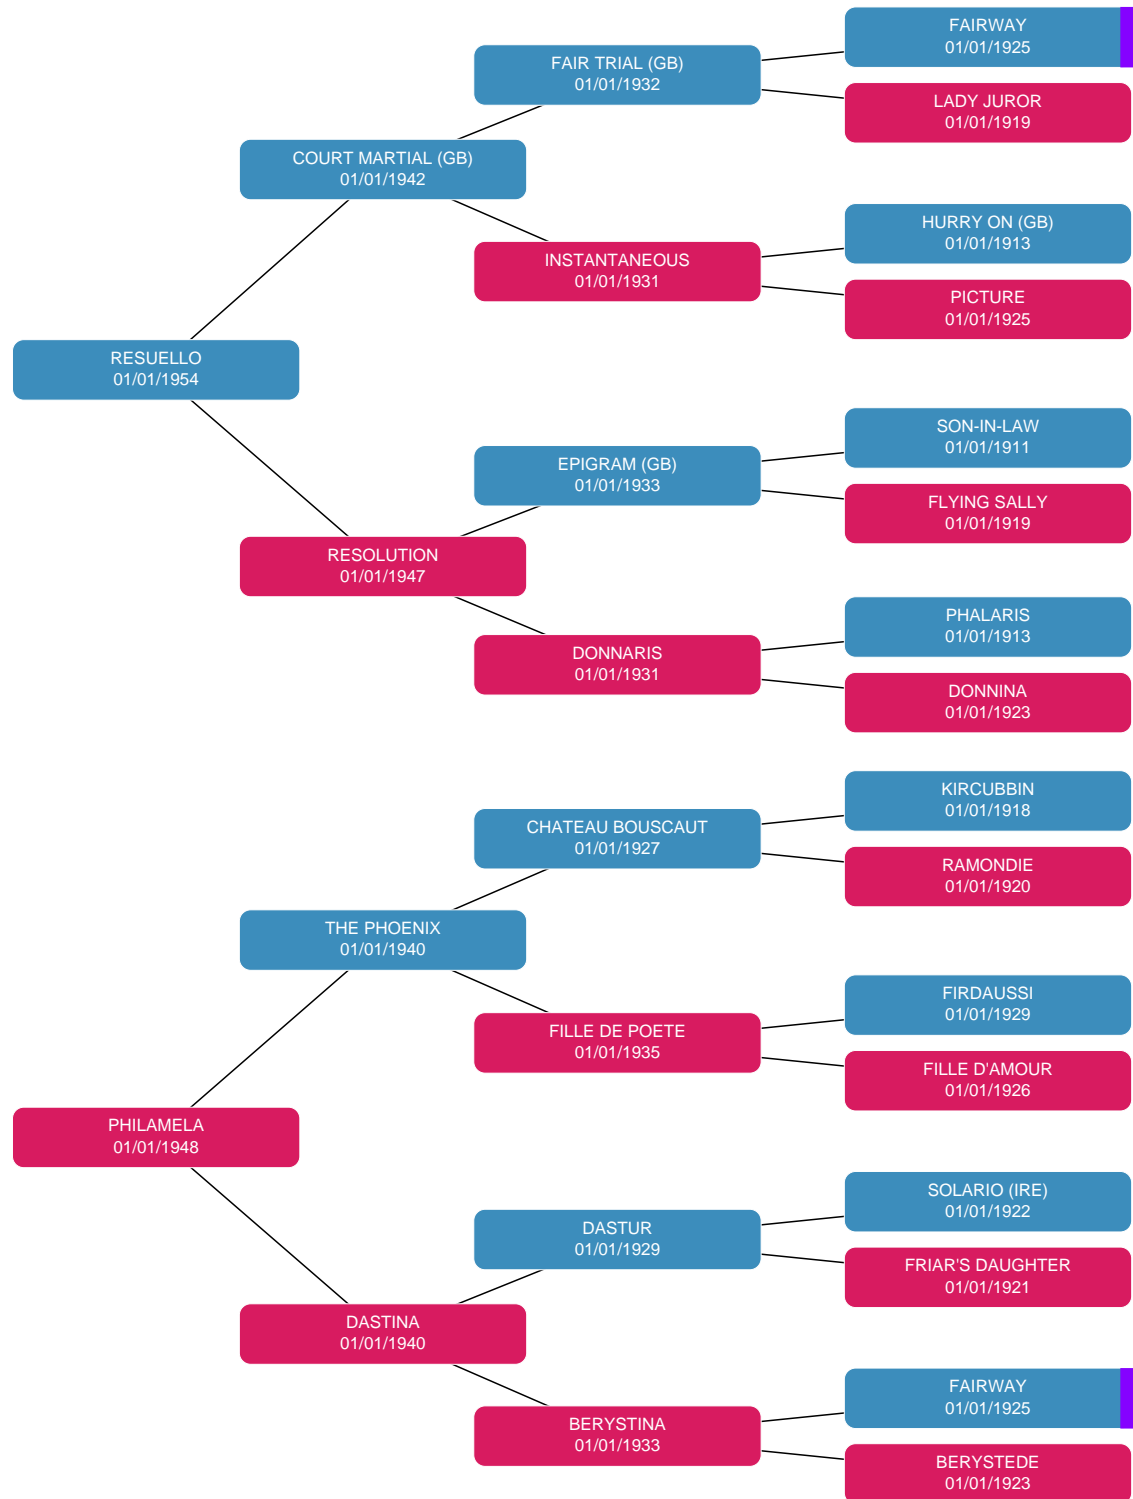 FAIRWAY
01/01/1925
FAIR TRIAL (GB)
01/01/1932
LADY JUROR
01/01/1919
COURT MARTIAL (GB)
01/01/1942
HURRY ON (GB)
01/01/1913
INSTANTANEOUS
01/01/1931
PICTURE
01/01/1925
RESUELLO
01/01/1954
SON-IN-LAW
01/01/1911
EPIGRAM (GB)
01/01/1933
FLYING SALLY
01/01/1919
RESOLUTION
01/01/1947
PHALARIS
01/01/1913
DONNARIS
01/01/1931
DONNINA
01/01/1923
KIRCUBBIN
01/01/1918
CHATEAU BOUSCAUT
01/01/1927
RAMONDIE
01/01/1920
THE PHOENIX
01/01/1940
FIRDAUSSI
01/01/1929
FILLE DE POETE
01/01/1935
FILLE D'AMOUR
01/01/1926
PHILAMELA
01/01/1948
SOLARIO (IRE)
01/01/1922
DASTUR
01/01/1929
FRIAR'S DAUGHTER
01/01/1921
DASTINA
01/01/1940
FAIRWAY
01/01/1925
BERYSTINA
01/01/1933
BERYSTEDE
01/01/1923